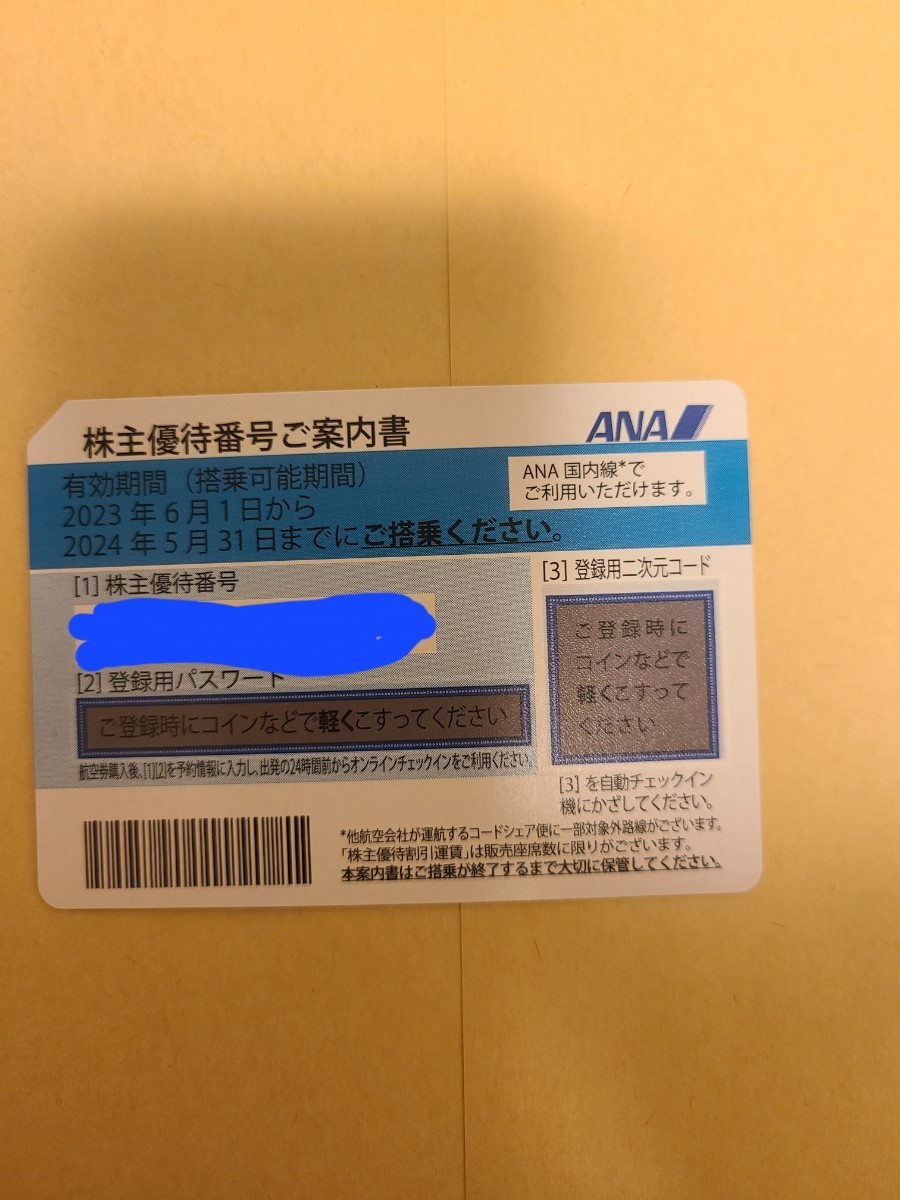 株主優待番号ご案内書
ANA
有効期間（搭乗可能期間）
2023年6月1日から
2024年5月31日までにご搭乗ください。
ANA国内線*で
ご利用いただけます。
[1] 株主優待番号
[2] 登録用パスワード
ご登録時にコインなどで軽くこすってください
航空券購入後、[1][2]を予約情報に入力し、出発の24時間前からオンラインチェックインをご利用ください。
[3] 登録用二次元コード
ご登録時に
コインなどで
軽くこすって
ください
[3] を自動チェックイン
機にかざしてください。
*他航空会社が運航するコードシェア便に一部対象外路線がございます。
「株主優待割引運賃」は販売座席数に限りがございます。
本案内書はご搭乗が終了するまで大切に保管してください。